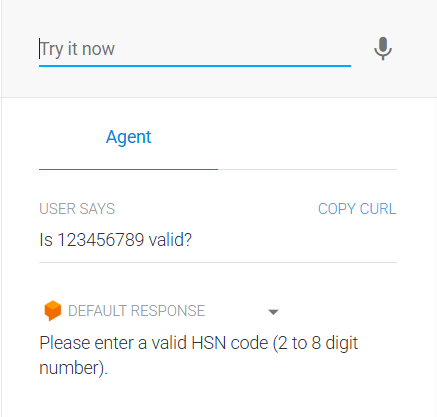 Try it now
Agent
USER SAYS COPY CURL
Is 123456789 valid?
DEFAULT RESPONSE
Please enter a valid HSN code (2 to 8 digit
number).